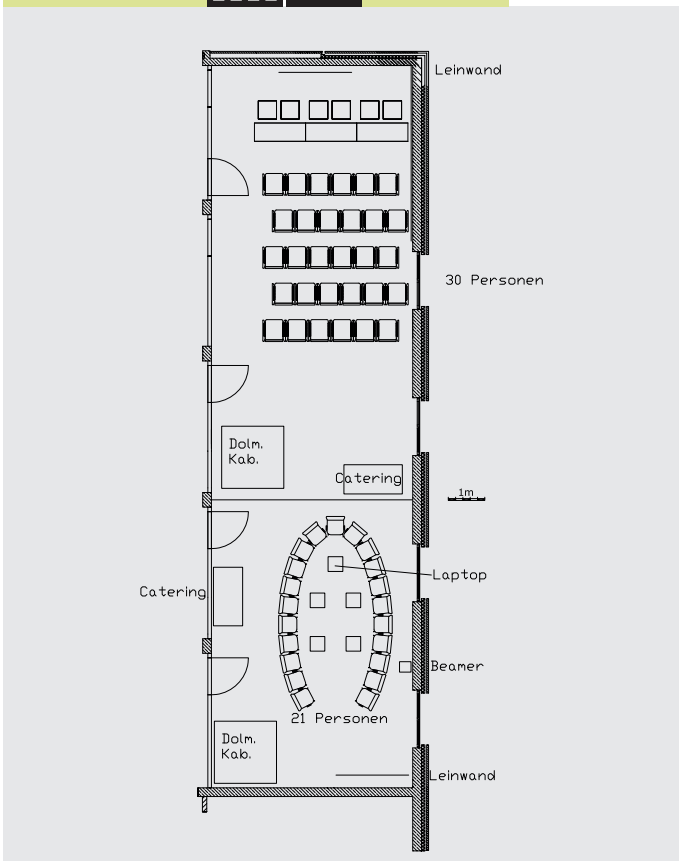 Leinwand
30 Personen
Dolm.
Kab.
Catering
1m
Laptop
Catering
Beamer
21 Personen
Dolm.
Kab.
Leinwand